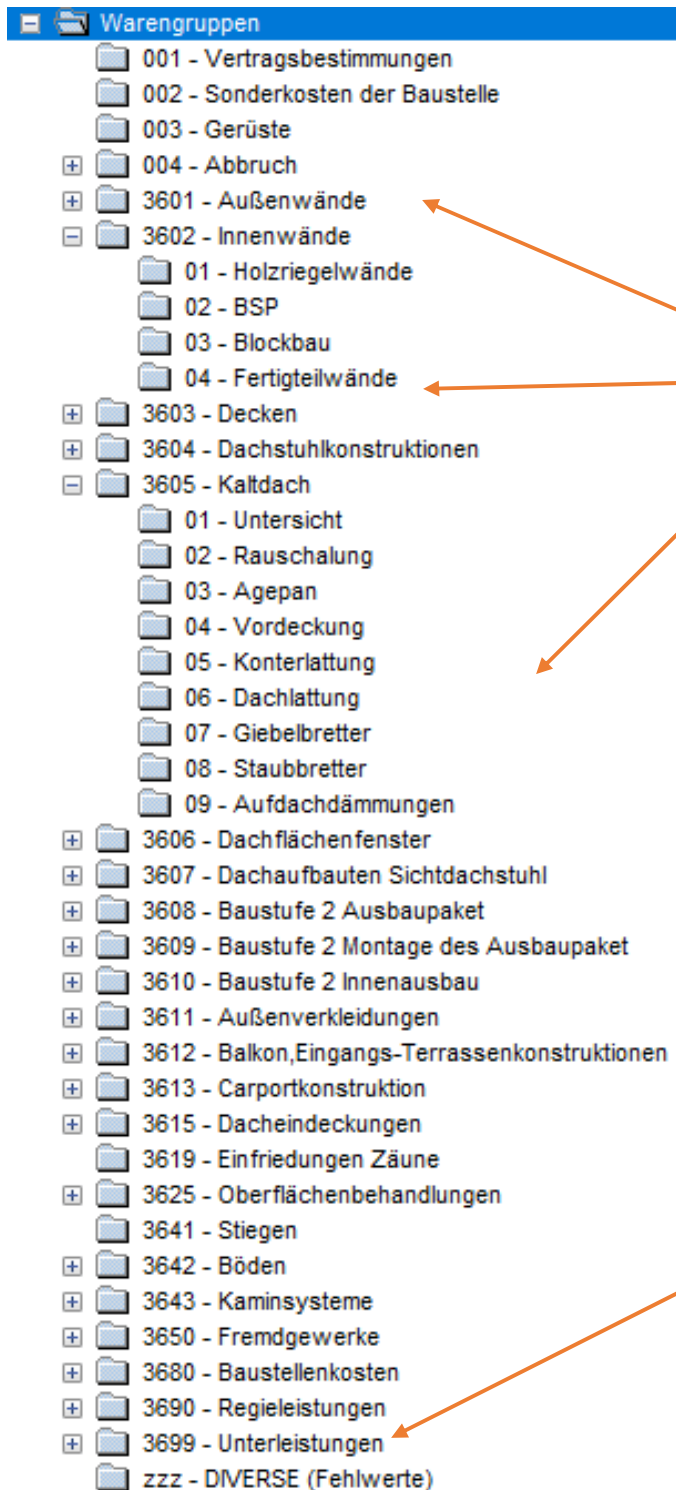 Warengruppen
001 - Vertragsbestimmungen
002 - Sonderkosten der Baustelle
003 - Gerüste
004 - Abbruch
3601 - Außenwände
3602 - Innenwände
01 - Holzriegelwände
02 - BSP
03 - Blockbau
04 - Fertigteilwände
3603 - Decken
3604 - Dachstuhlkonstruktionen
3605 - Kaltdach
01 - Untersicht
02 - Rauschalung
03 - Agepan
04 - Vordeckung
05 - Konterlattung
06 - Dachlattung
07 - Giebelbretter
08 - Staubbretter
09 - Aufdachdämmungen
3606 - Dachflächenfenster
3607 - Dachaufbauten Sichtdachstuhl
3608 - Baustufe 2 Ausbaupaket
3609 - Baustufe 2 Montage des Ausbaupaket
3610 - Baustufe 2 Innenausbau
3611 - Außenverkleidungen
3612 - Balkon,Eingangs-Terrassenkonstruktionen
3613 - Carportkonstruktion
3615 - Dacheindeckungen
3619 - Einfriedungen Zäune
3625 - Oberflächenbehandlungen
3641 - Stiegen
3642 - Böden
3643 - Kaminsysteme
3650 - Fremdgewerke
3680 - Baustellenkosten
3690 - Regieleistungen
3699 - Unterleistungen
zzz - DIVERSE (Fehlwerte)